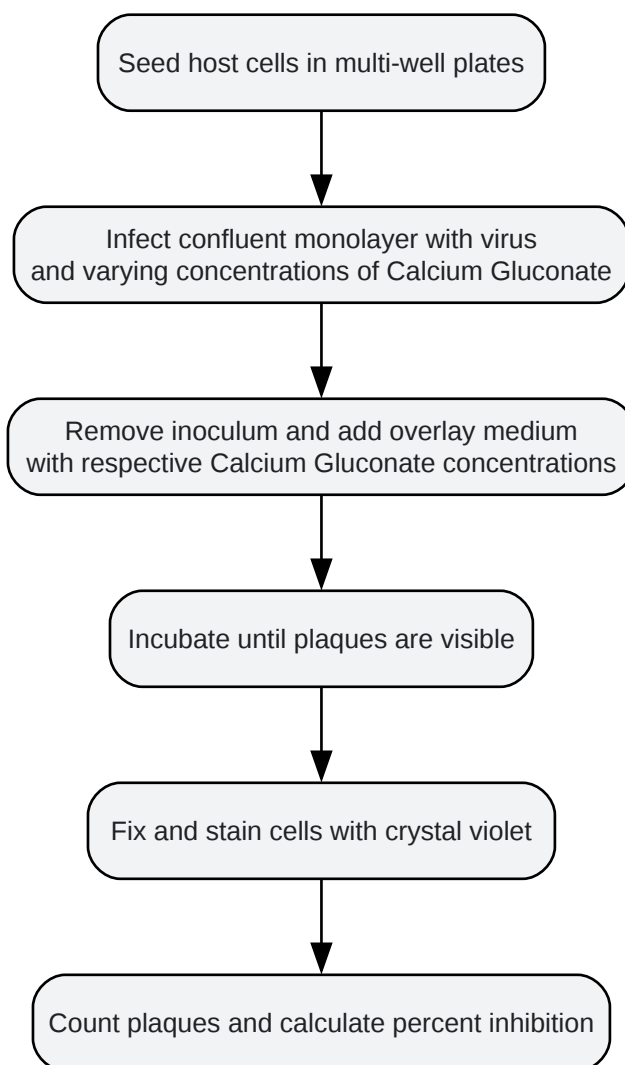 Seed host cells in multi-well plates
Infect confluent monolayer with virus
and varying concentrations of Calcium Gluconate
Remove inoculum and add overlay medium
with respective Calcium Gluconate concentrations
Incubate until plaques are visible
Fix and stain cells with crystal violet
Count plaques and calculate percent inhibition